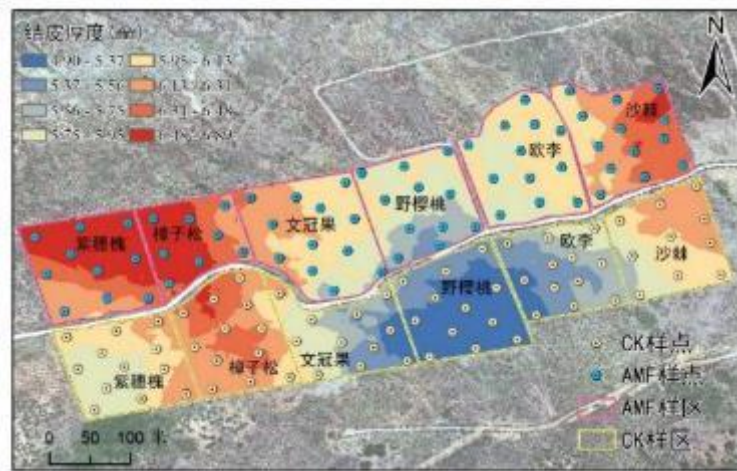 结皮厚度(㎜)
4.90 - 5.37 5.95 - 6.13
5.37 - 5.56 6.13 - 6.31
5.56 - 5.75 6.31 - 6.48
5.75 - 5.95 6.48 - 6.89
N
沙棘
欧李
野樱桃
文冠果
樟子松
紫穗槐
沙棘
欧李
野樱桃
文冠果
樟子松
紫穗槐
CK样点
AMF样点
AMF样区
CK样区
0 50 100 米